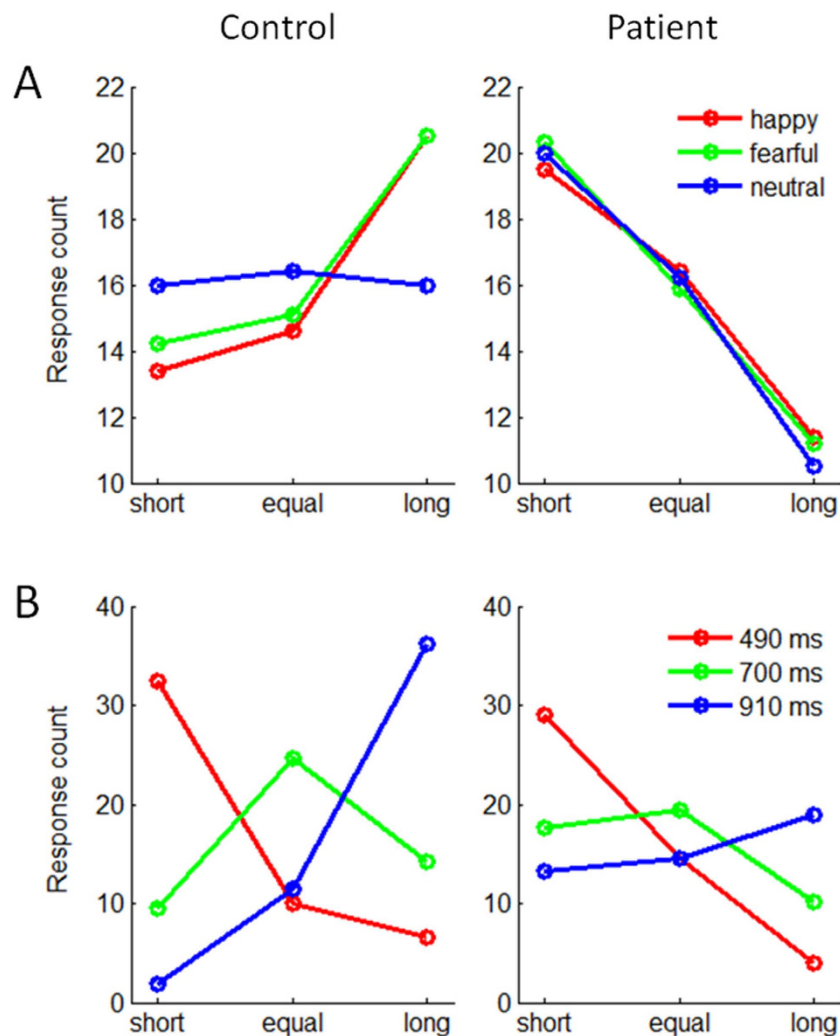 Control Patient
A
22
20
18
16
14
12
10
Response count
short equal long
22
20
18
16
14
12
10
happy
fearful
neutral
short equal long
B
40
30
20
10
0
Response count
short equal long
40
30
20
10
0
490 ms
700 ms
910 ms
short equal long